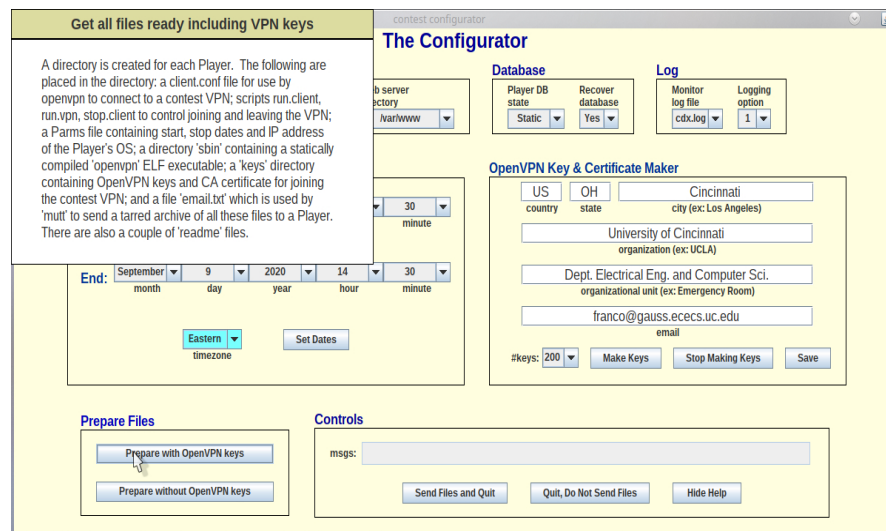 contest configurator
Get all files ready including VPN keys
A directory is created for each Player. The following are
placed in the directory: a client.conf file for use by
openvpn to connect to a contest VPN; scripts run.client,
run.vpn, stop.client to control joining and leaving the VPN;
a Parms file containing start, stop dates and IP address
of the Player's OS; a directory 'sbin' containing a statically
compiled 'openvpn' ELF executable; a 'keys' directory
containing OpenVPN keys and CA certificate for joining
the contest VPN; and a file 'email.txt' which is used by
'mutt' to send a tarred archive of all these files to a Player.
There are also a couple of 'readme' files.
The Configurator
server
/var/www
Database
Player DB
state
Recover
database
Static
Yes
Log
Monitor
log file
Logging
option
cdx.log
1
30
minute
End:
September
9
2020
14
30
month
day
year
hour
minute
Eastern
timezone
Set Dates
OpenVPN Key & Certificate Maker
US
OH
Cincinnati
country
state
city (ex: Los Angeles)
University of Cincinnati
organization (ex: UCLA)
Dept. Electrical Eng. and Computer Sci.
organizational unit (ex: Emergency Room)
franco@gauss.ececs.uc.edu
email
#keys:
200
Make Keys
Stop Making Keys
Save
Prepare Files
Prepare with OpenVPN keys
Prepare without OpenVPN keys
Controls
msgs:
Send Files and Quit
Quit, Do Not Send Files
Hide Help